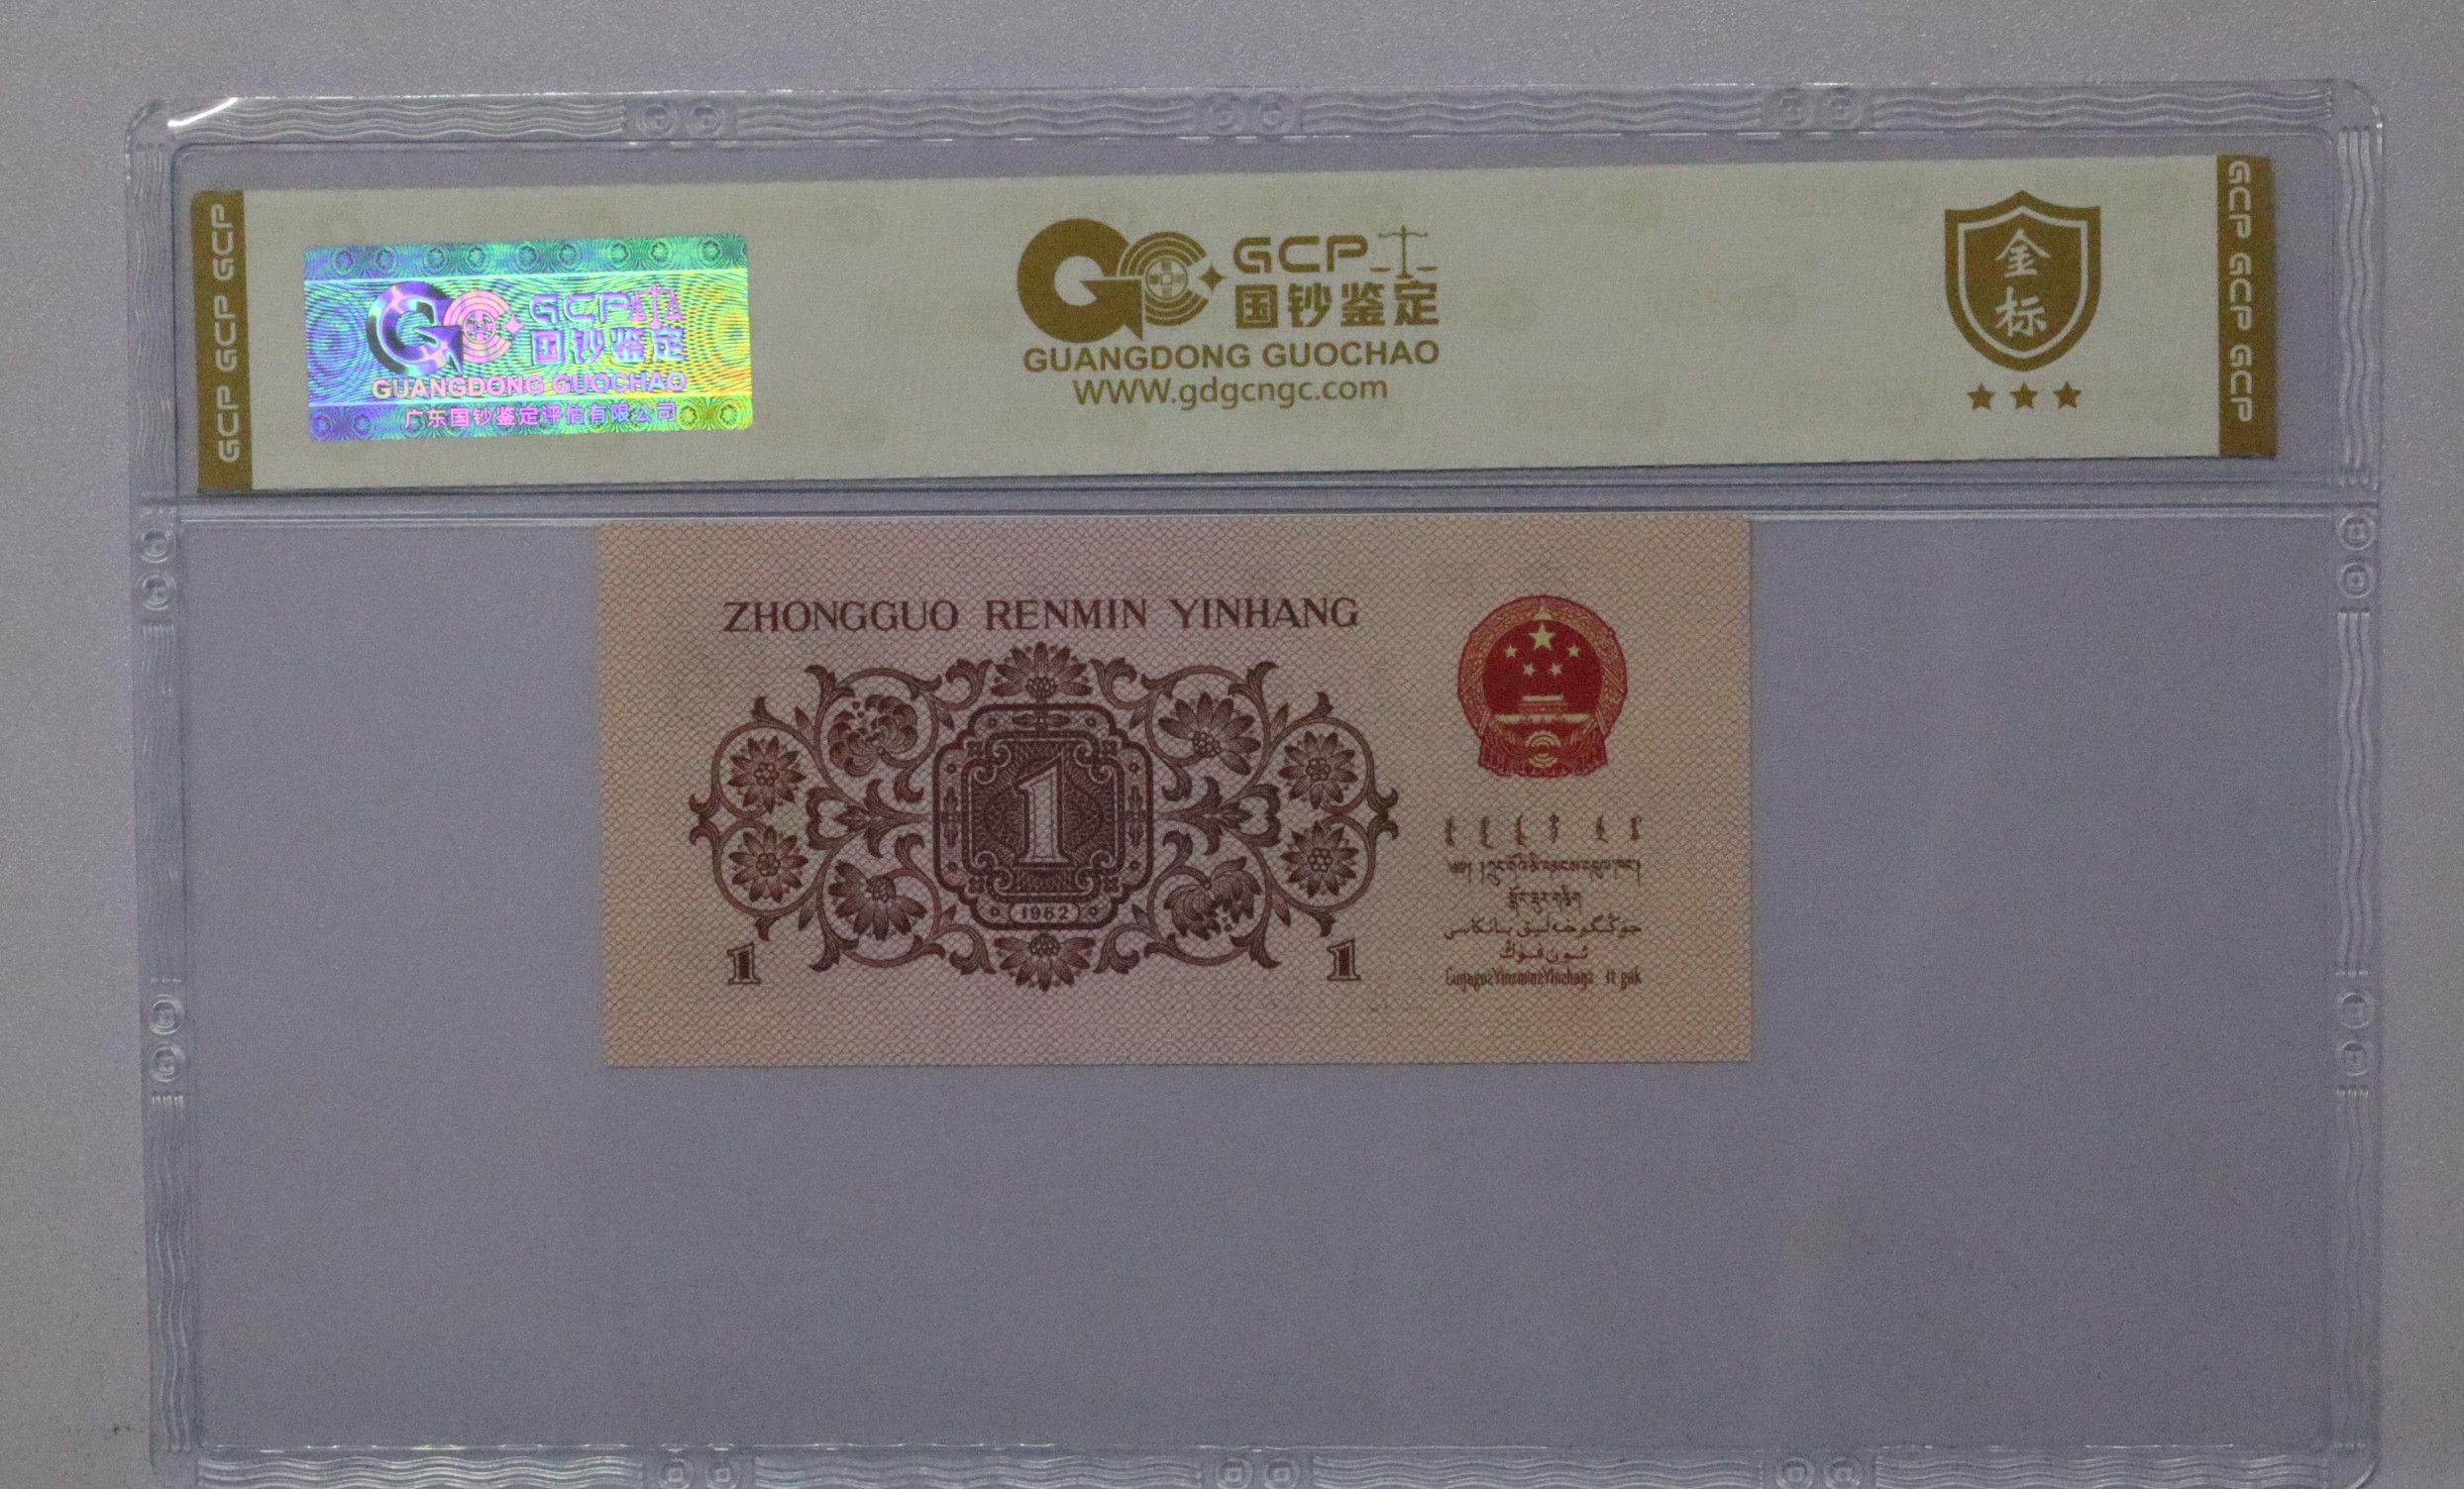 GCP GCP GCP
GCP
国钞鉴定
GUANGDONG GUOCHAO
广东国钞鉴定评估有限公司
GCP
国钞鉴定
GUANGDONG GUOCHAO
WWW.gdgcngc.com
金标
GCP GCP GCP
ZHONGGUO RENMIN YINHANG
1
1962
1
1